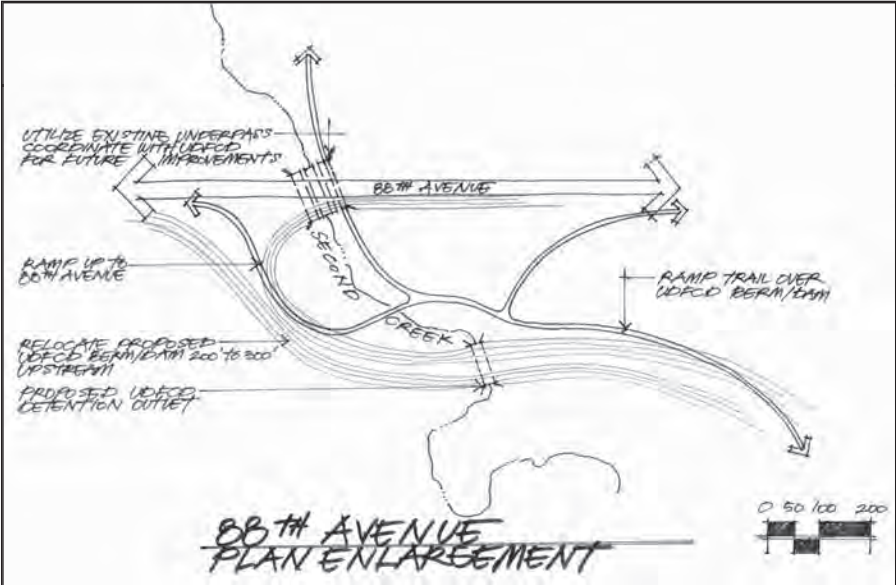 UTILIZE EXISTING UNDERPASS
COORDINATE WITH UDFCD
FOR FUTURE IMPROVEMENTS
88TH AVENUE
SECOND
CREEK
RAMP UP TO
88TH AVENUE
RAMP TRAIL OVER
UDFCD BERM/DAM
RELOCATE PROPOSED
UDFCD BERM/DAM 200' TO 300'
UPSTREAM
PROPOSED UDFCD
DETENTION OUTLET
88TH AVENUE
PLAN ENLARGEMENT
0 50 100 200